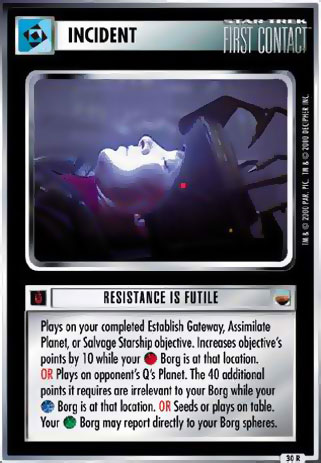 INCIDENT
STAR TREK
FIRST CONTACT
TM & © 2000 PAR. PIC. TM & © 2000 DECIPHER INC.
RESISTANCE IS FUTILE
Plays on your completed Establish Gateway, Assimilate
Planet, or Salvage Starship objective. Increases objective's
points by 10 while your Borg is at that location.
OR Plays on opponent's Q's Planet. The 40 additional
points it requires are irrelevant to your Borg while your
Borg is at that location. OR Seeds or plays on table.
Your Borg may report directly to your Borg spheres.
30 R